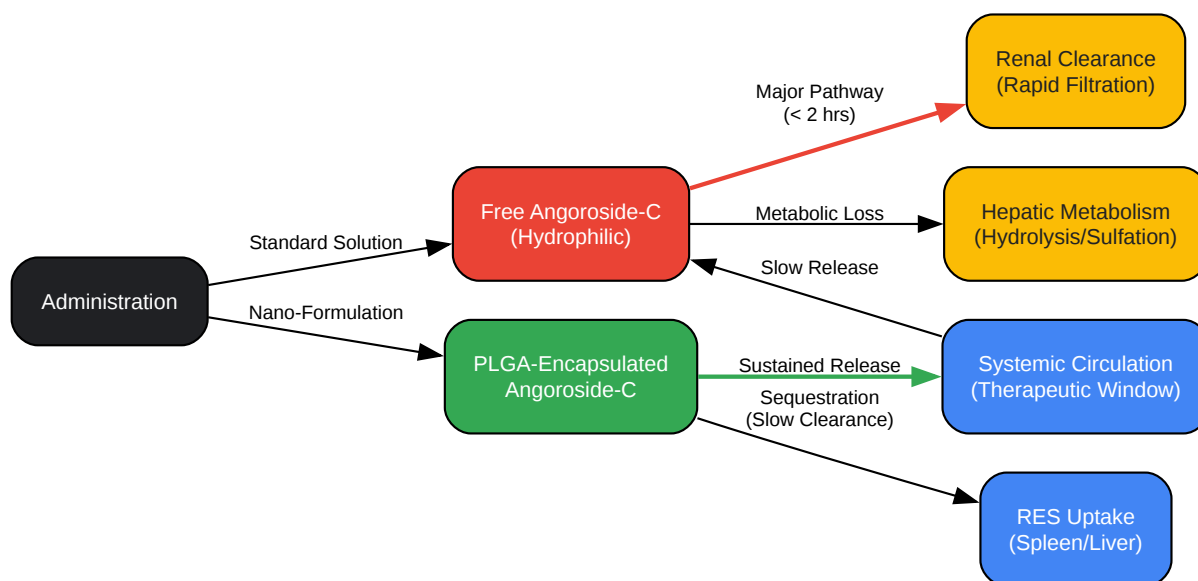 Renal Clearance
(Rapid Filtration)
Major Pathway
(< 2 hrs)
Free Angoroside-C
(Hydrophilic)
Metabolic Loss
Hepatic Metabolism
(Hydrolysis/Sulfation)
Standard Solution
Slow Release
Administration
Nano-Formulation
PLGA-Encapsulated
Angoroside-C
Sustained Release
Systemic Circulation
(Therapeutic Window)
Sequestration
(Slow Clearance)
RES Uptake
(Spleen/Liver)